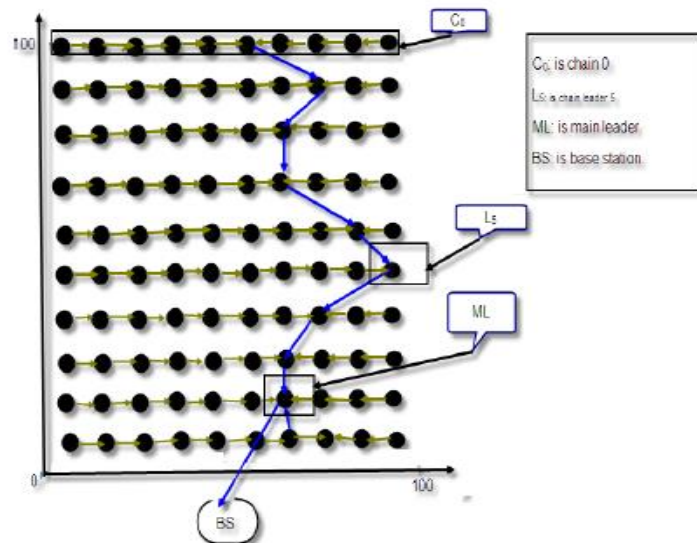 C₀
100
C₀: is chain 0
L₅: is chain leader 5
ML: is main leader
BS: is base station
L₅
ML
0
100
BS